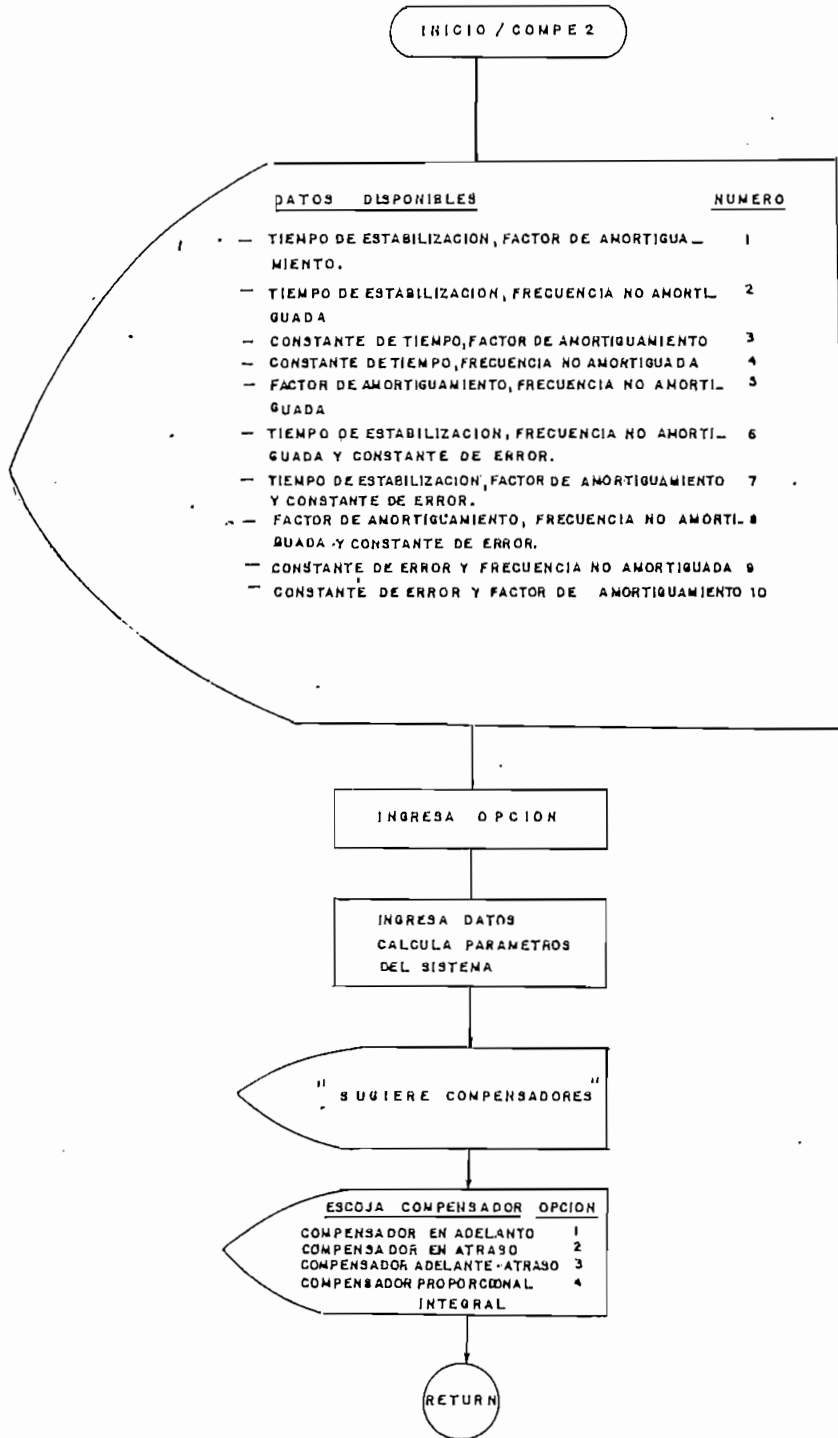 INICIO / COMPE 2
DATOS DISPONIBLES NUMERO
— TIEMPO DE ESTABILIZACION, FACTOR DE AMORTIGUA_ 1
MIENTO.
— TIEMPO DE ESTABILIZACION, FRECUENCIA NO AMORTI_ 2
GUADA
— CONSTANTE DE TIEMPO, FACTOR DE AMORTIGUAMIENTO 3
— CONSTANTE DE TIEMPO, FRECUENCIA NO AMORTIGUADA 4
— FACTOR DE AMORTIGUAMIENTO, FRECUENCIA NO AMORTI_ 5
GUADA
— TIEMPO DE ESTABILIZACION, FRECUENCIA NO AMORTI_ 6
GUADA Y CONSTANTE DE ERROR.
— TIEMPO DE ESTABILIZACION, FACTOR DE AMORTIGUAMIENTO 7
Y CONSTANTE DE ERROR.
— FACTOR DE AMORTIGUAMIENTO, FRECUENCIA NO AMORTI_ 8
GUADA Y CONSTANTE DE ERROR.
— CONSTANTE DE ERROR Y FRECUENCIA NO AMORTIGUADA 9
— CONSTANTE DE ERROR Y FACTOR DE AMORTIGUAMIENTO 10
INGRESA OPCION
INGRESA DATOS
CALCULA PARAMETROS
DEL SISTEMA
" SUGIERE COMPENSADORES "
ESCOJA COMPENSADOR OPCION
COMPENSADOR EN ADELANTO 1
COMPENSADOR EN ATRASO 2
COMPENSADOR ADELANTE-ATRASO 3
COMPENSADOR PROPORCIONAL 4
INTEGRAL
RETURN